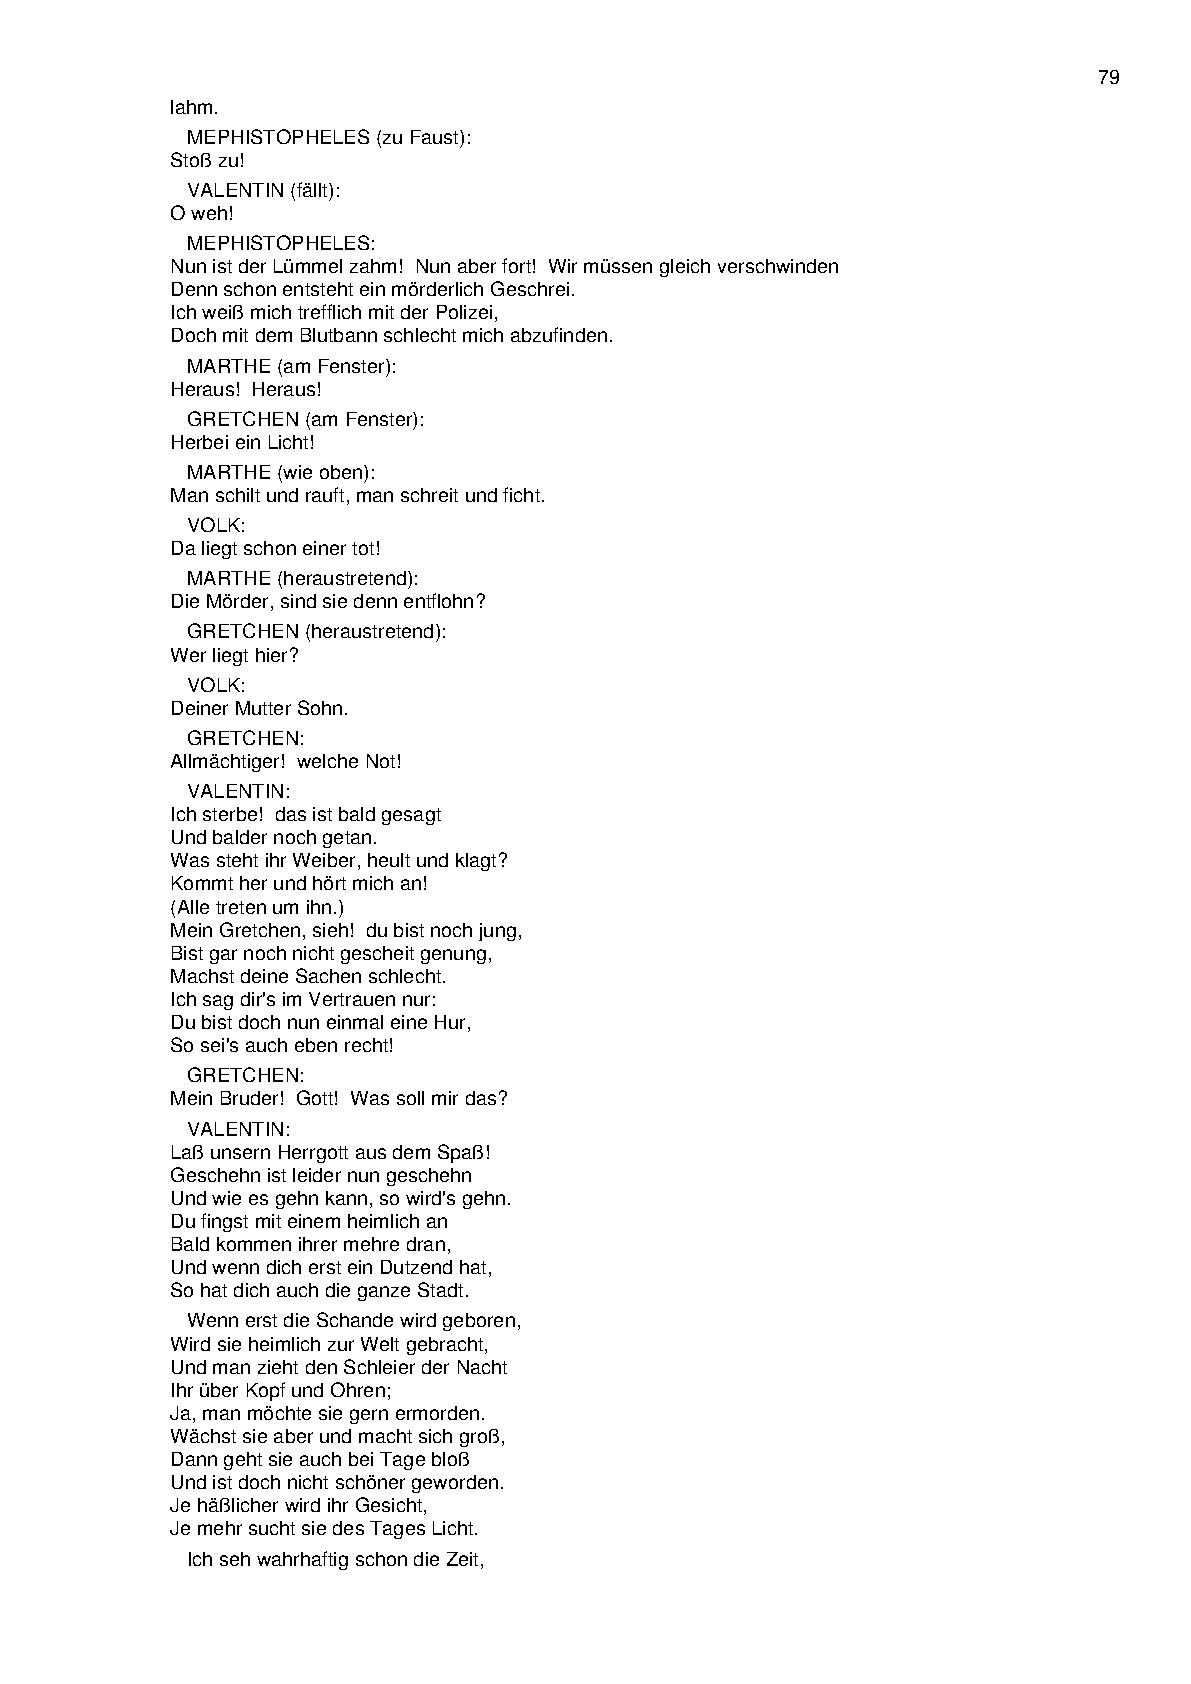 79
lahm.
MEPHISTOPHELES (zu Faust):
Stoß zu!
VALENTIN (fällt):
O weh!
MEPHISTOPHELES:
Nun ist der Lümmel zahm!  Nun aber fort!  Wir müssen gleich verschwinden
Denn schon entsteht ein mörderlich Geschrei.
Ich weiß mich trefflich mit der Polizei,
Doch mit dem Blutbann schlecht mich abzufinden.
MARTHE (am Fenster):
Heraus!  Heraus!
GRETCHEN (am Fenster):
Herbei ein Licht!
MARTHE (wie oben):
Man schilt und rauft, man schreit und ficht.
VOLK:
Da liegt schon einer tot!
MARTHE (heraustretend):
Die Mörder, sind sie denn entflohn?
GRETCHEN (heraustretend):
Wer liegt hier?
VOLK:
Deiner Mutter Sohn.
GRETCHEN:
Allmächtiger!  welche Not!
VALENTIN:
Ich sterbe!  das ist bald gesagt
Und balder noch getan.
Was steht ihr Weiber, heult und klagt?
Kommt her und hört mich an!
(Alle treten um ihn.)
Mein Gretchen, sieh!  du bist noch jung,
Bist gar noch nicht gescheit genung,
Machst deine Sachen schlecht.
Ich sag dir's im Vertrauen nur:
Du bist doch nun einmal eine Hur,
So sei's auch eben recht!
GRETCHEN:
Mein Bruder!  Gott!  Was soll mir das?
VALENTIN:
Laß unsern Herrgott aus dem Spaß!
Geschehn ist leider nun geschehn
Und wie es gehn kann, so wird's gehn.
Du fingst mit einem heimlich an
Bald kommen ihrer mehre dran,
Und wenn dich erst ein Dutzend hat,
So hat dich auch die ganze Stadt.
Wenn erst die Schande wird geboren,
Wird sie heimlich zur Welt gebracht,
Und man zieht den Schleier der Nacht
Ihr über Kopf und Ohren;
Ja, man möchte sie gern ermorden.
Wächst sie aber und macht sich groß,
Dann geht sie auch bei Tage bloß
Und ist doch nicht schöner geworden.
Je häßlicher wird ihr Gesicht,
Je mehr sucht sie des Tages Licht.
Ich seh wahrhaftig schon die Zeit,